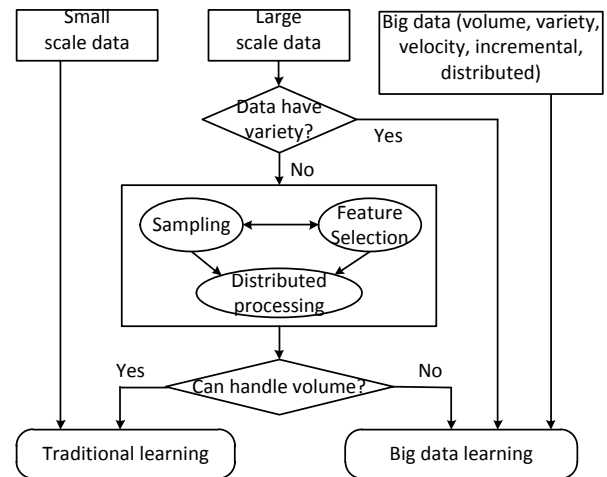 Small
scale data
Large
scale data
Big data (volume, variety,
velocity, incremental,
distributed)
Data have
variety?
Yes
No
Sampling
Feature
Selection
Distributed
processing
Yes
Can handle volume?
No
Traditional learning
Big data learning